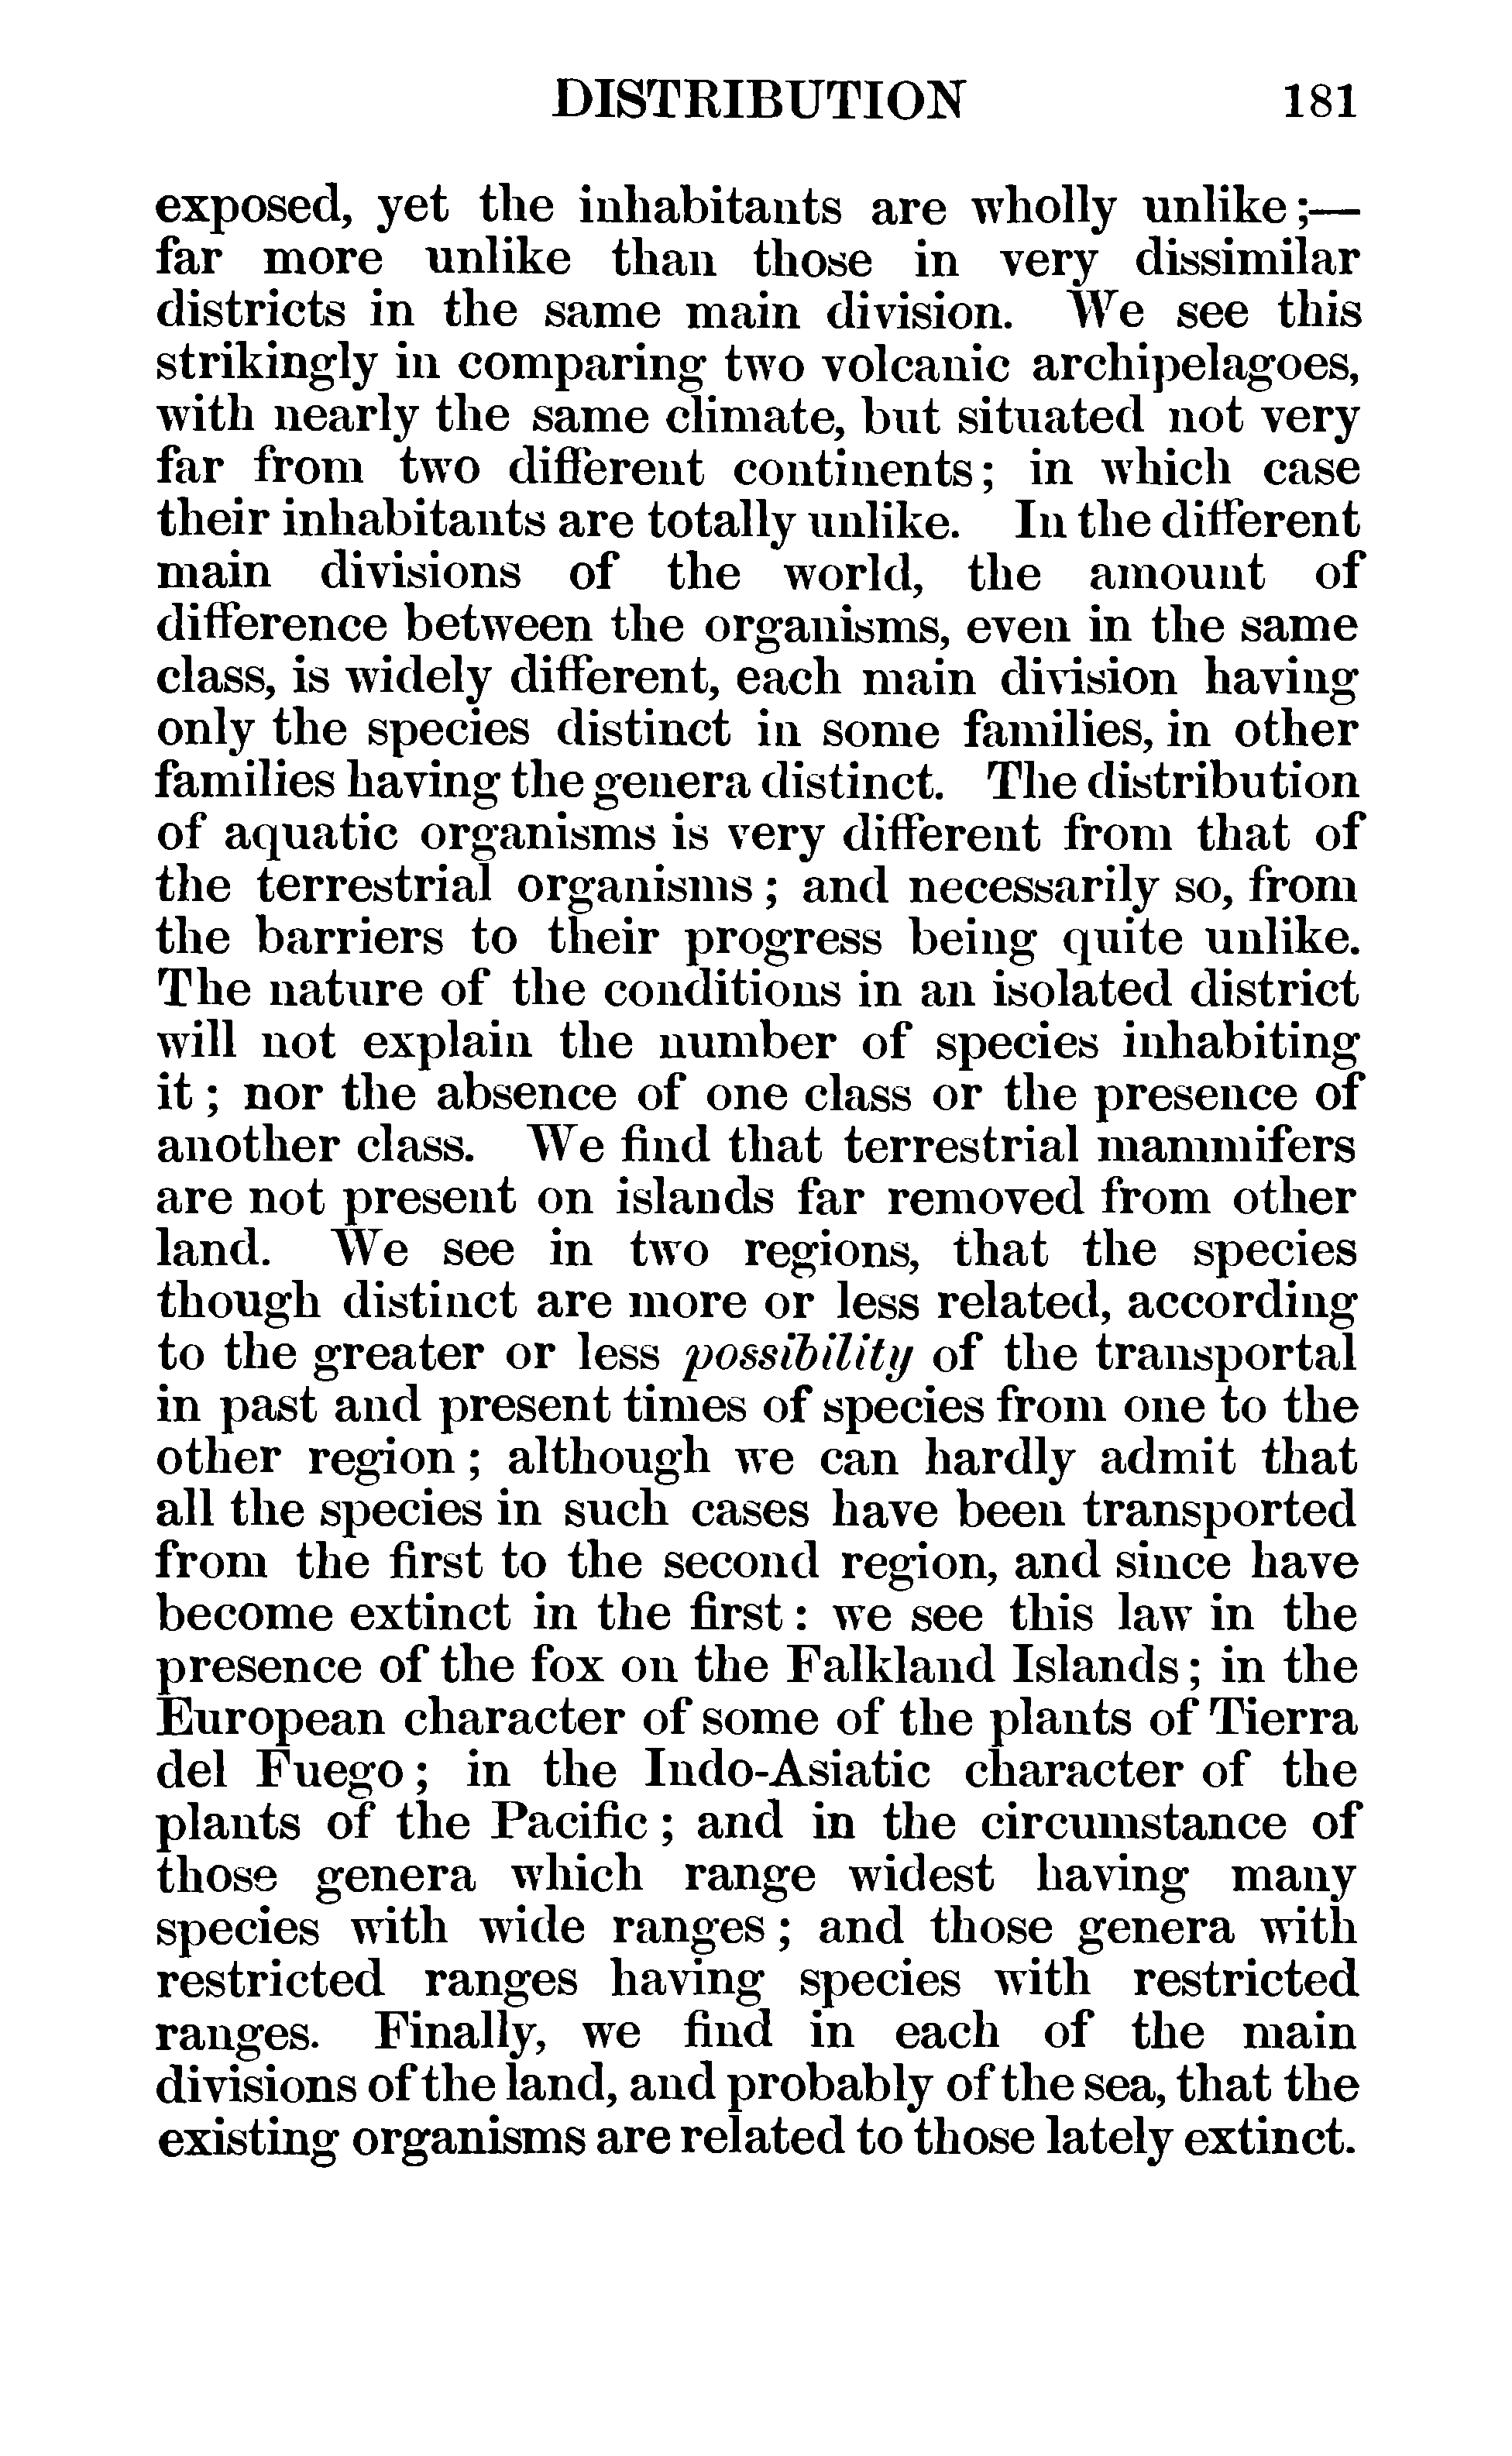 DISTRIBUTION 181
exposed, yet the inhabitants are wholly unlike;—
far more unlike than those in very dissimilar
districts in the same main division. We see this
strikingly in comparing two volcanic archipelagoes,
with nearly the same climate, but situated not very
far from two different continents; in which case
their inhabitants are totally unlike. In the different
main divisions of the world, the amount of
difference between the organisms, even in the same
class, is widely different, each main division having
only the species distinct in some families, in other
families having the genera distinct. The distribution
of aquatic organisms is very different from that of
the terrestrial organisms; and necessarily so, from
the barriers to their progress being quite unlike.
The nature of the conditions in an isolated district
will not explain the number of species inhabiting
it; nor the absence of one class or the presence of
another class. We find that terrestrial mammifers
are not present on islands far removed from other
land. We see in two regions, that the species
though distinct are more or less related, according
to the greater or less possibility of the transportal
in past and present times of species from one to the
other region; although we can hardly admit that
all the species in such cases have been transported
from the first to the second region, and since have
become extinct in the first: we see this law in the
presence of the fox on the Falkland Islands; in the
European character of some of the plants of Tierra
del Fuego; in the Indo-Asiatic character of the
plants of the Pacific; and in the circumstance of
those genera which range widest having many
species with wide ranges; and those genera with
restricted ranges having species with restricted
ranges. Finally, we find in each of the main
divisions of the land, and probably of the sea, that the
existing organisms are related to those lately extinct.